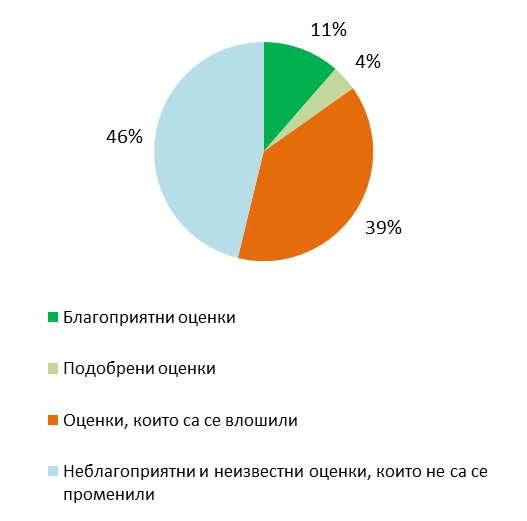 11%
4%
46%
39%
Благоприятни оценки
Подобрени оценки
Оценки, които са се влошили
Неблагоприятни и неизвестни оценки, които не са се
променили